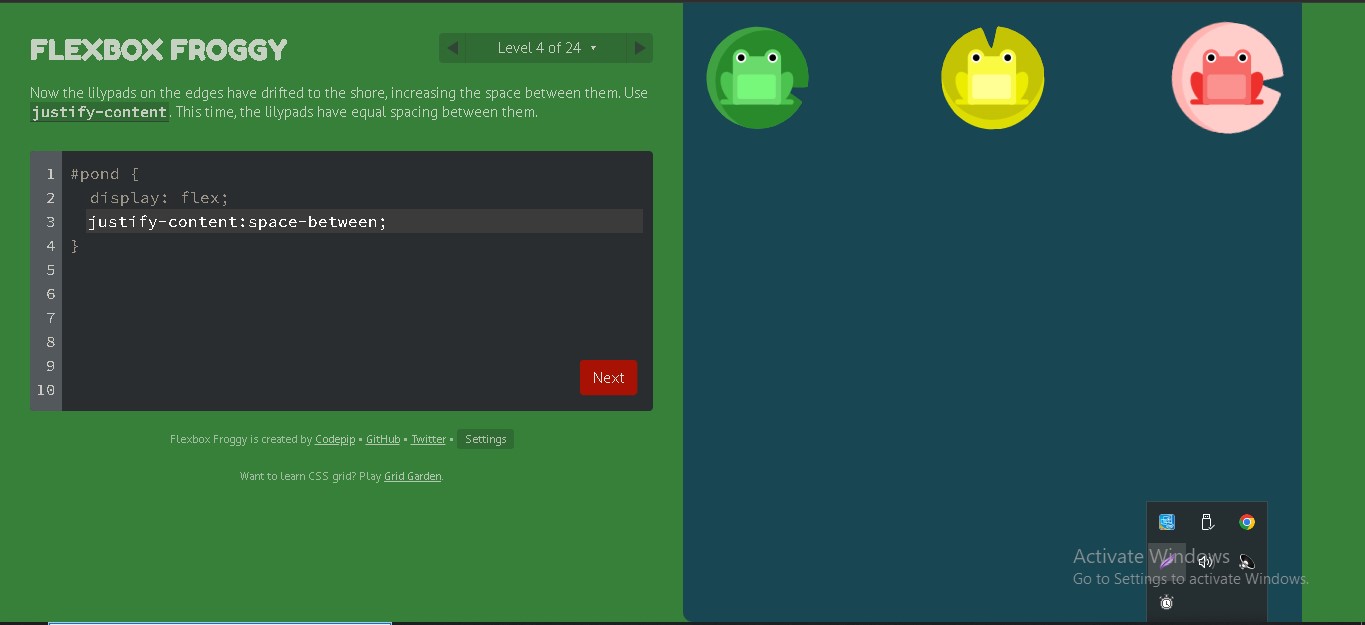 FLEXBOX FROGGY
Level 4 of 24
Now the lilypads on the edges have drifted to the shore, increasing the space between them. Use
justify-content. This time, the lilypads have equal spacing between them.
1 #pond {
2 display: flex;
3 justify-content:space-between;
4 }
5
6
7
8
9
10
Next
Flexbox Froggy is created by Codepip • GitHub • Twitter • Settings
Want to learn CSS grid? Play Grid Garden.
Activate Windows
Go to Settings to activate Windows.